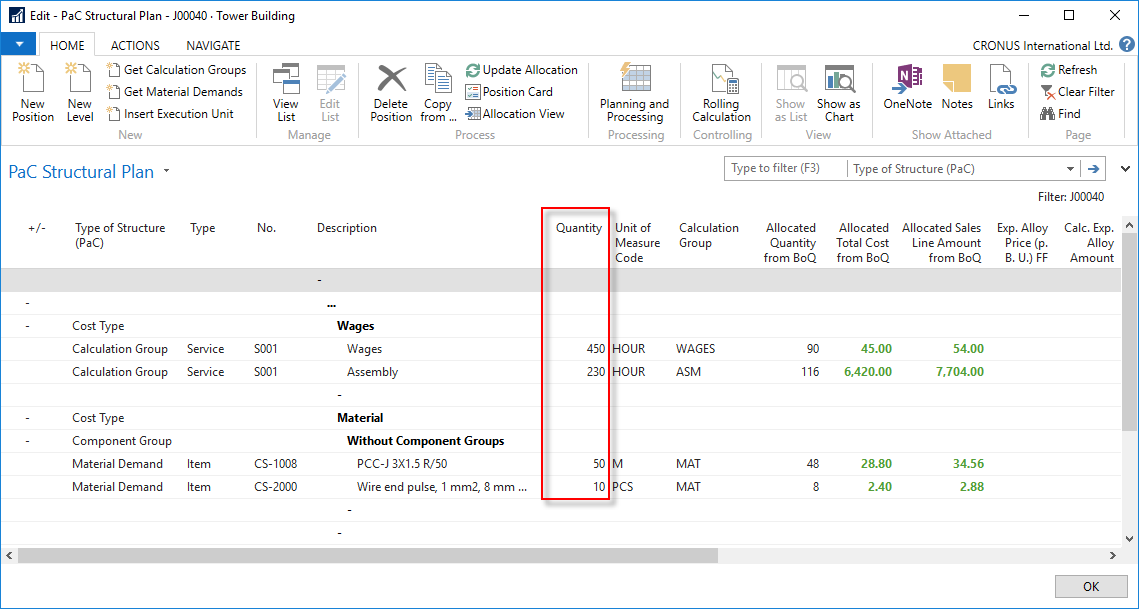 Edit - PaC Structural Plan - J00040 · Tower Building
HOME ACTIONS NAVIGATE CRONUS International Ltd. ?
New Position
New Level
Get Calculation Groups
Get Material Demands
Insert Execution Unit
New
View List
Edit List
Manage
Delete Position
Copy from ...
Update Allocation
Position Card
Allocation View
Process
Planning and Processing
Processing
Rolling Calculation
Controlling
Show as List
Show as Chart
View
OneNote
Notes
Links
Show Attached
Refresh
Clear Filter
Find
Page
PaC Structural Plan
Type to filter (F3) Type of Structure (PaC)
Filter: J00040
+/- Type of Structure (PaC) Type No. Description Quantity Unit of Measure Code Calculation Group Allocated Quantity from BoQ Allocated Total Cost from BoQ Allocated Sales Line Amount from BoQ Exp. Alloy Price (p. B. U.) FF Calc. Exp. Alloy Amount
-
- ...
- Cost Type Wages
Calculation Group Service S001 Wages 450 HOUR WAGES 90 45.00 54.00
Calculation Group Service S001 Assembly 230 HOUR ASM 116 6,420.00 7,704.00
-
- Cost Type Material
- Component Group Without Component Groups
Material Demand Item CS-1008 PCC-J 3X1.5 R/50 50 M MAT 48 28.80 34.56
Material Demand Item CS-2000 Wire end pulse, 1 mm2, 8 mm ... 10 PCS MAT 8 2.40 2.88
-
-
OK